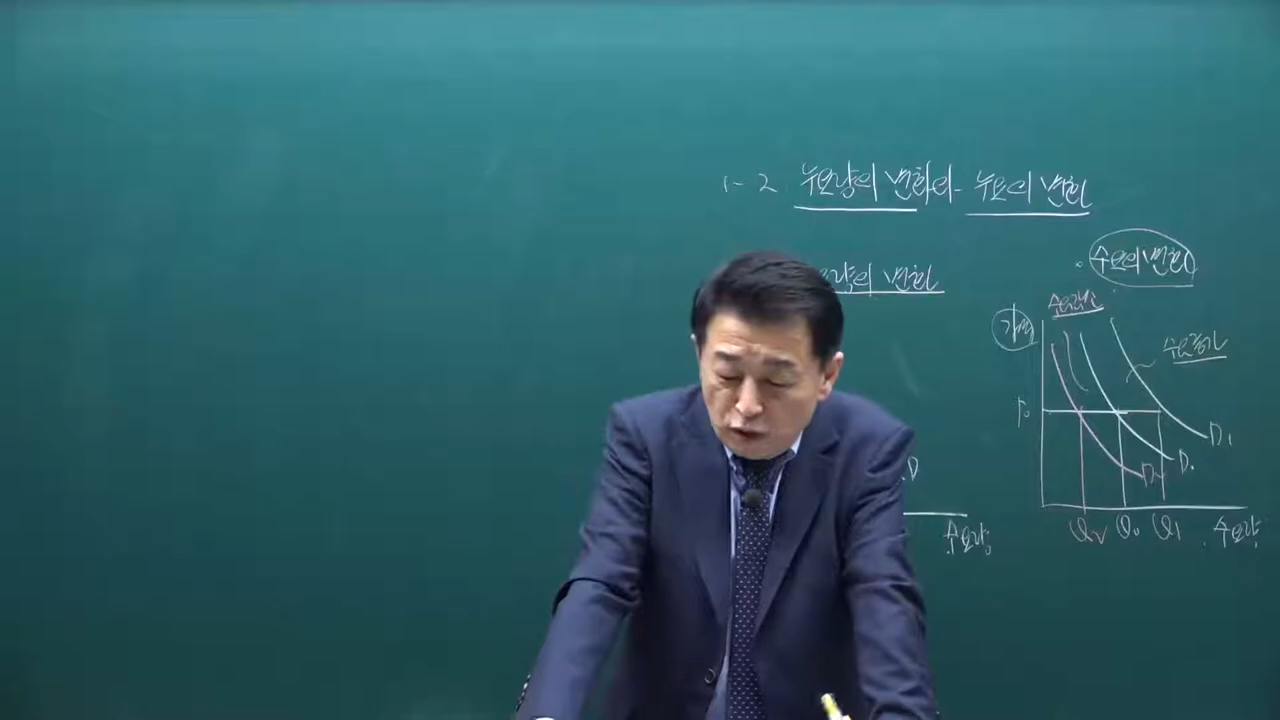 1-2. 수요량의 변화와 수요의 변화
요량의 변화
· 수요의 변화
가격
수요감소
수요증가
P₀
D₁
D₀
D₂
D
Q₂ Q₀ Q₁
수요량
수요량